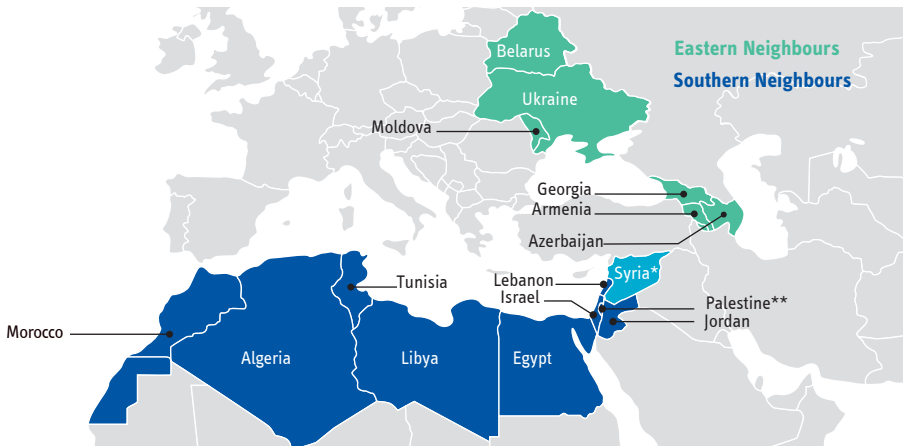 Belarus
Eastern Neighbours
Southern Neighbours
Ukraine
Moldova
Georgia
Armenia
Azerbaijan
Tunisia
Lebanon
Syria*
Israel
Palestine**
Jordan
Morocco
Algeria
Libya
Egypt